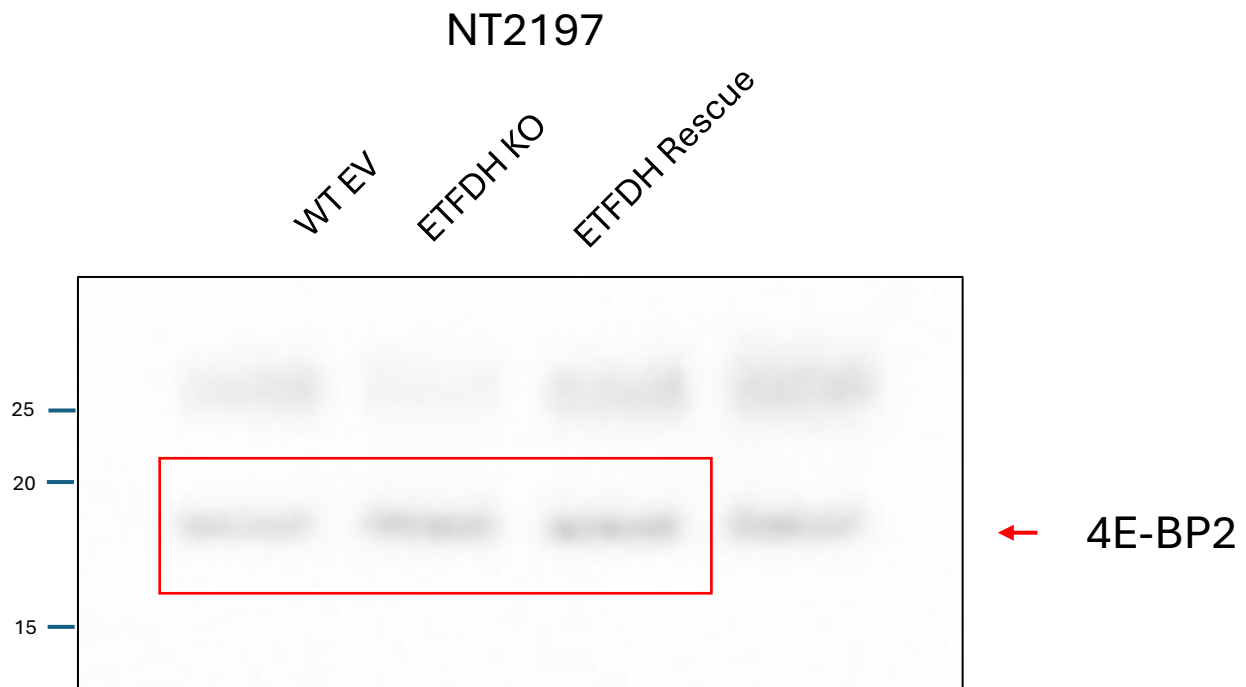 NT2197
WT EV
ETFDH KO
ETFDH Rescue
25
20
4E-BP2
15